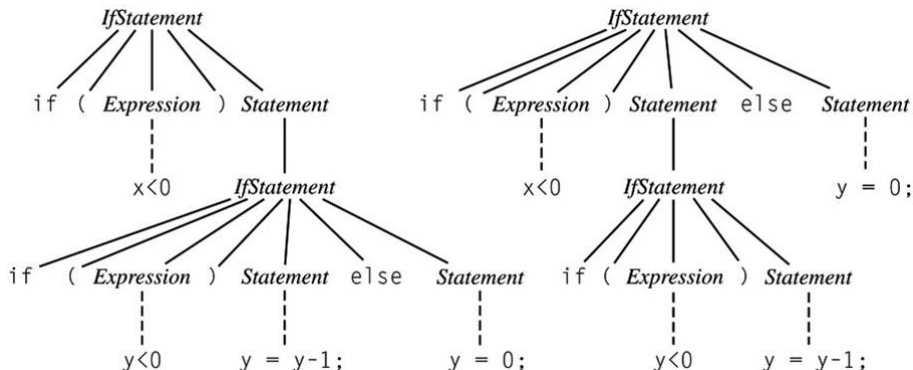 IfStatement IfStatement
if ( Expression ) Statement if ( Expression ) Statement else Statement
x<0 IfStatement x<0 IfStatement y = 0;
if ( Expression ) Statement else Statement if ( Expression ) Statement
y<0 y = y-1; y = 0; y<0 y = y-1;